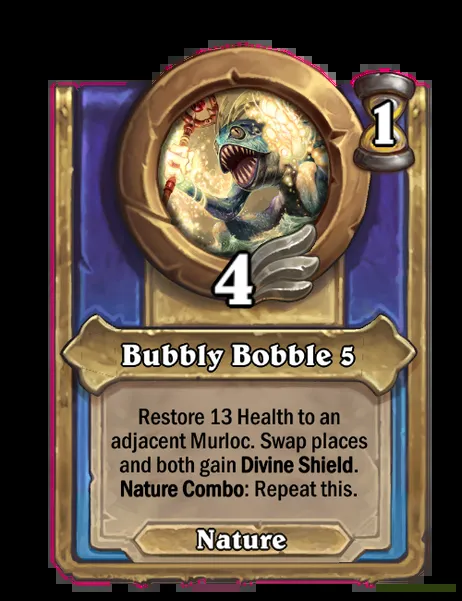 1
4
Bubbly Bobble 5
Restore 13 Health to an
adjacent Murloc. Swap places
and both gain Divine Shield.
Nature Combo: Repeat this.
Nature